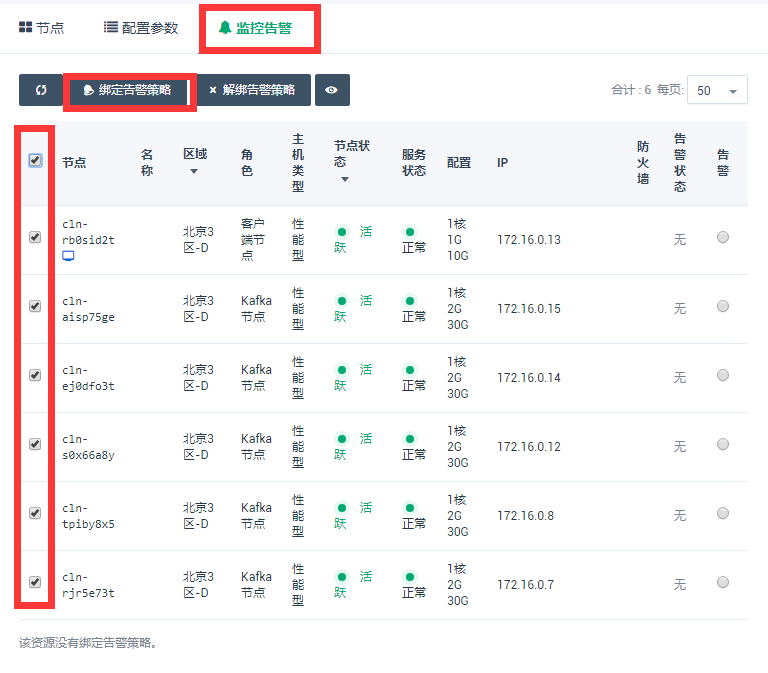 节点 配置参数 监控告警
绑定告警策略 × 解绑告警策略 合计 : 6 每页: 50
节点 名称 区域 角色 主机类型 节点状态 服务状态 配置 IP 防火墙 告警状态 告警
cln-rb0sid2t 北京3区-D 客户端节点 性能型 活跃 正常 1核 1G 10G 172.16.0.13 无
cln-aisp75ge 北京3区-D Kafka节点 性能型 活跃 正常 1核 2G 30G 172.16.0.15 无
cln-ej0dfo3t 北京3区-D Kafka节点 性能型 活跃 正常 1核 2G 30G 172.16.0.14 无
cln-s0x66a8y 北京3区-D Kafka节点 性能型 活跃 正常 1核 2G 30G 172.16.0.12 无
cln-tpiby8x5 北京3区-D Kafka节点 性能型 活跃 正常 1核 2G 30G 172.16.0.8 无
cln-rjr5e73t 北京3区-D Kafka节点 性能型 活跃 正常 1核 2G 30G 172.16.0.7 无
该资源没有绑定告警策略。